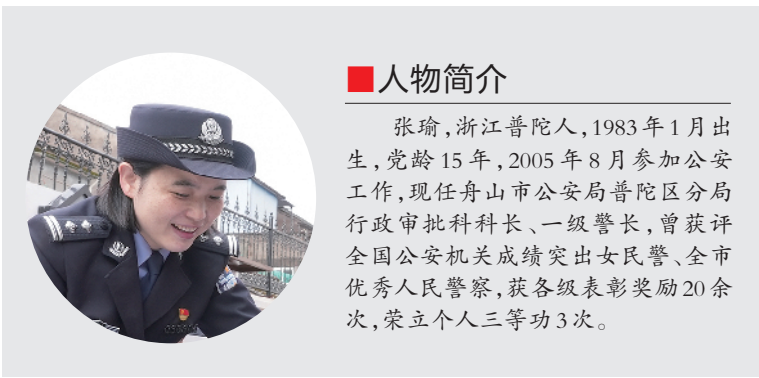 ■人物简介
张瑜,浙江普陀人,1983年1月出
生,党龄15年,2005年8月参加公安
工作,现任舟山市公安局普陀区分局
行政审批科科长、一级警长,曾获评
全国公安机关成绩突出女民警、全市
优秀人民警察,获各级表彰奖励20余
次,荣立个人三等功3次。